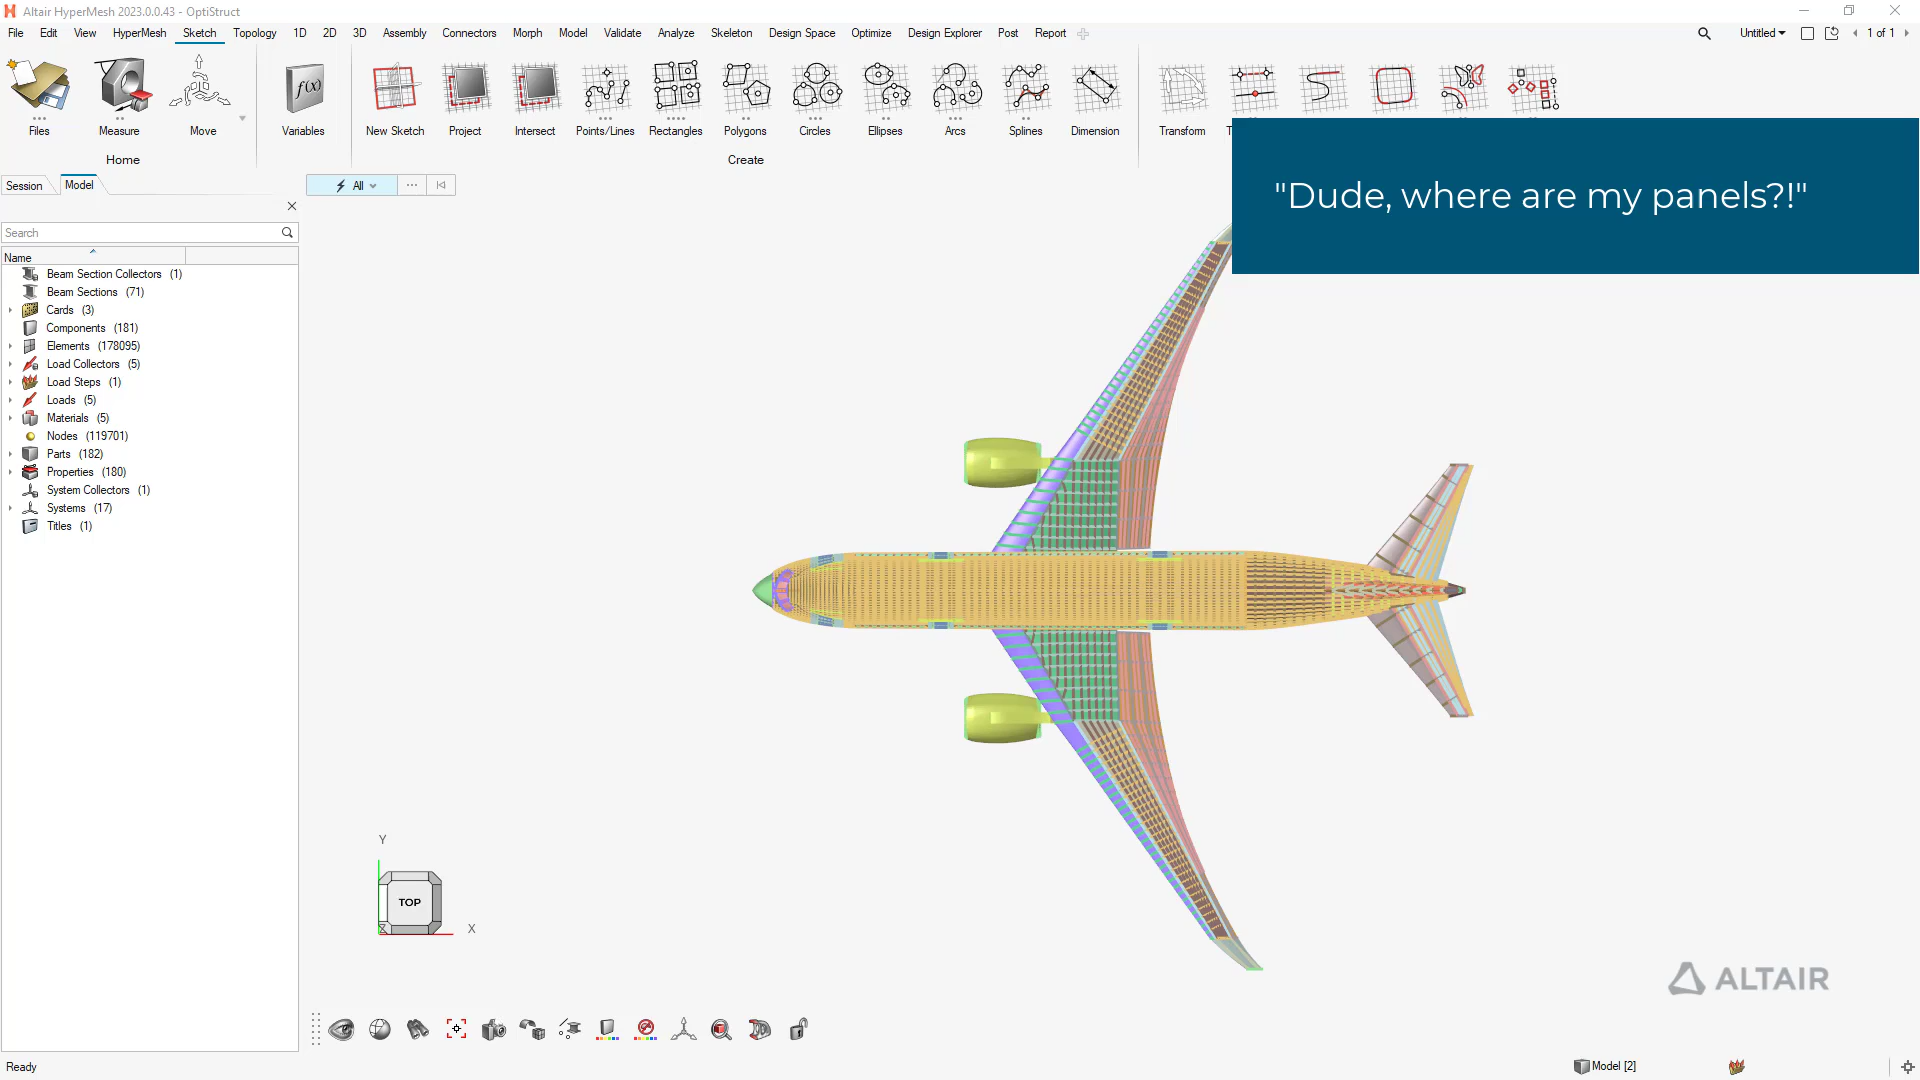 Altair HyperMesh 2023.0.0.43 - OptiStruct
File Edit View HyperMesh Sketch Topology 1D 2D 3D Assembly Connectors Morph Model Validate Analyze Skeleton Design Space Optimize Design Explorer Post Report Untitled 1 of 1
f(x)
Files Measure Move Variables New Sketch Project Intersect Points/Lines Rectangles Polygons Circles Ellipses Arcs Splines Dimension Transform
Home Create
Session Model
All
"Dude, where are my panels?!"
Search
Name
Beam Section Collectors (1)
Beam Sections (71)
Cards (3)
Components (181)
Elements (178095)
Load Collectors (5)
Load Steps (1)
Loads (5)
Materials (5)
Nodes (119701)
Parts (182)
Properties (180)
System Collectors (1)
Systems (17)
Titles (1)
Y
TOP
Z
X
ALTAIR
Ready
Model [2]